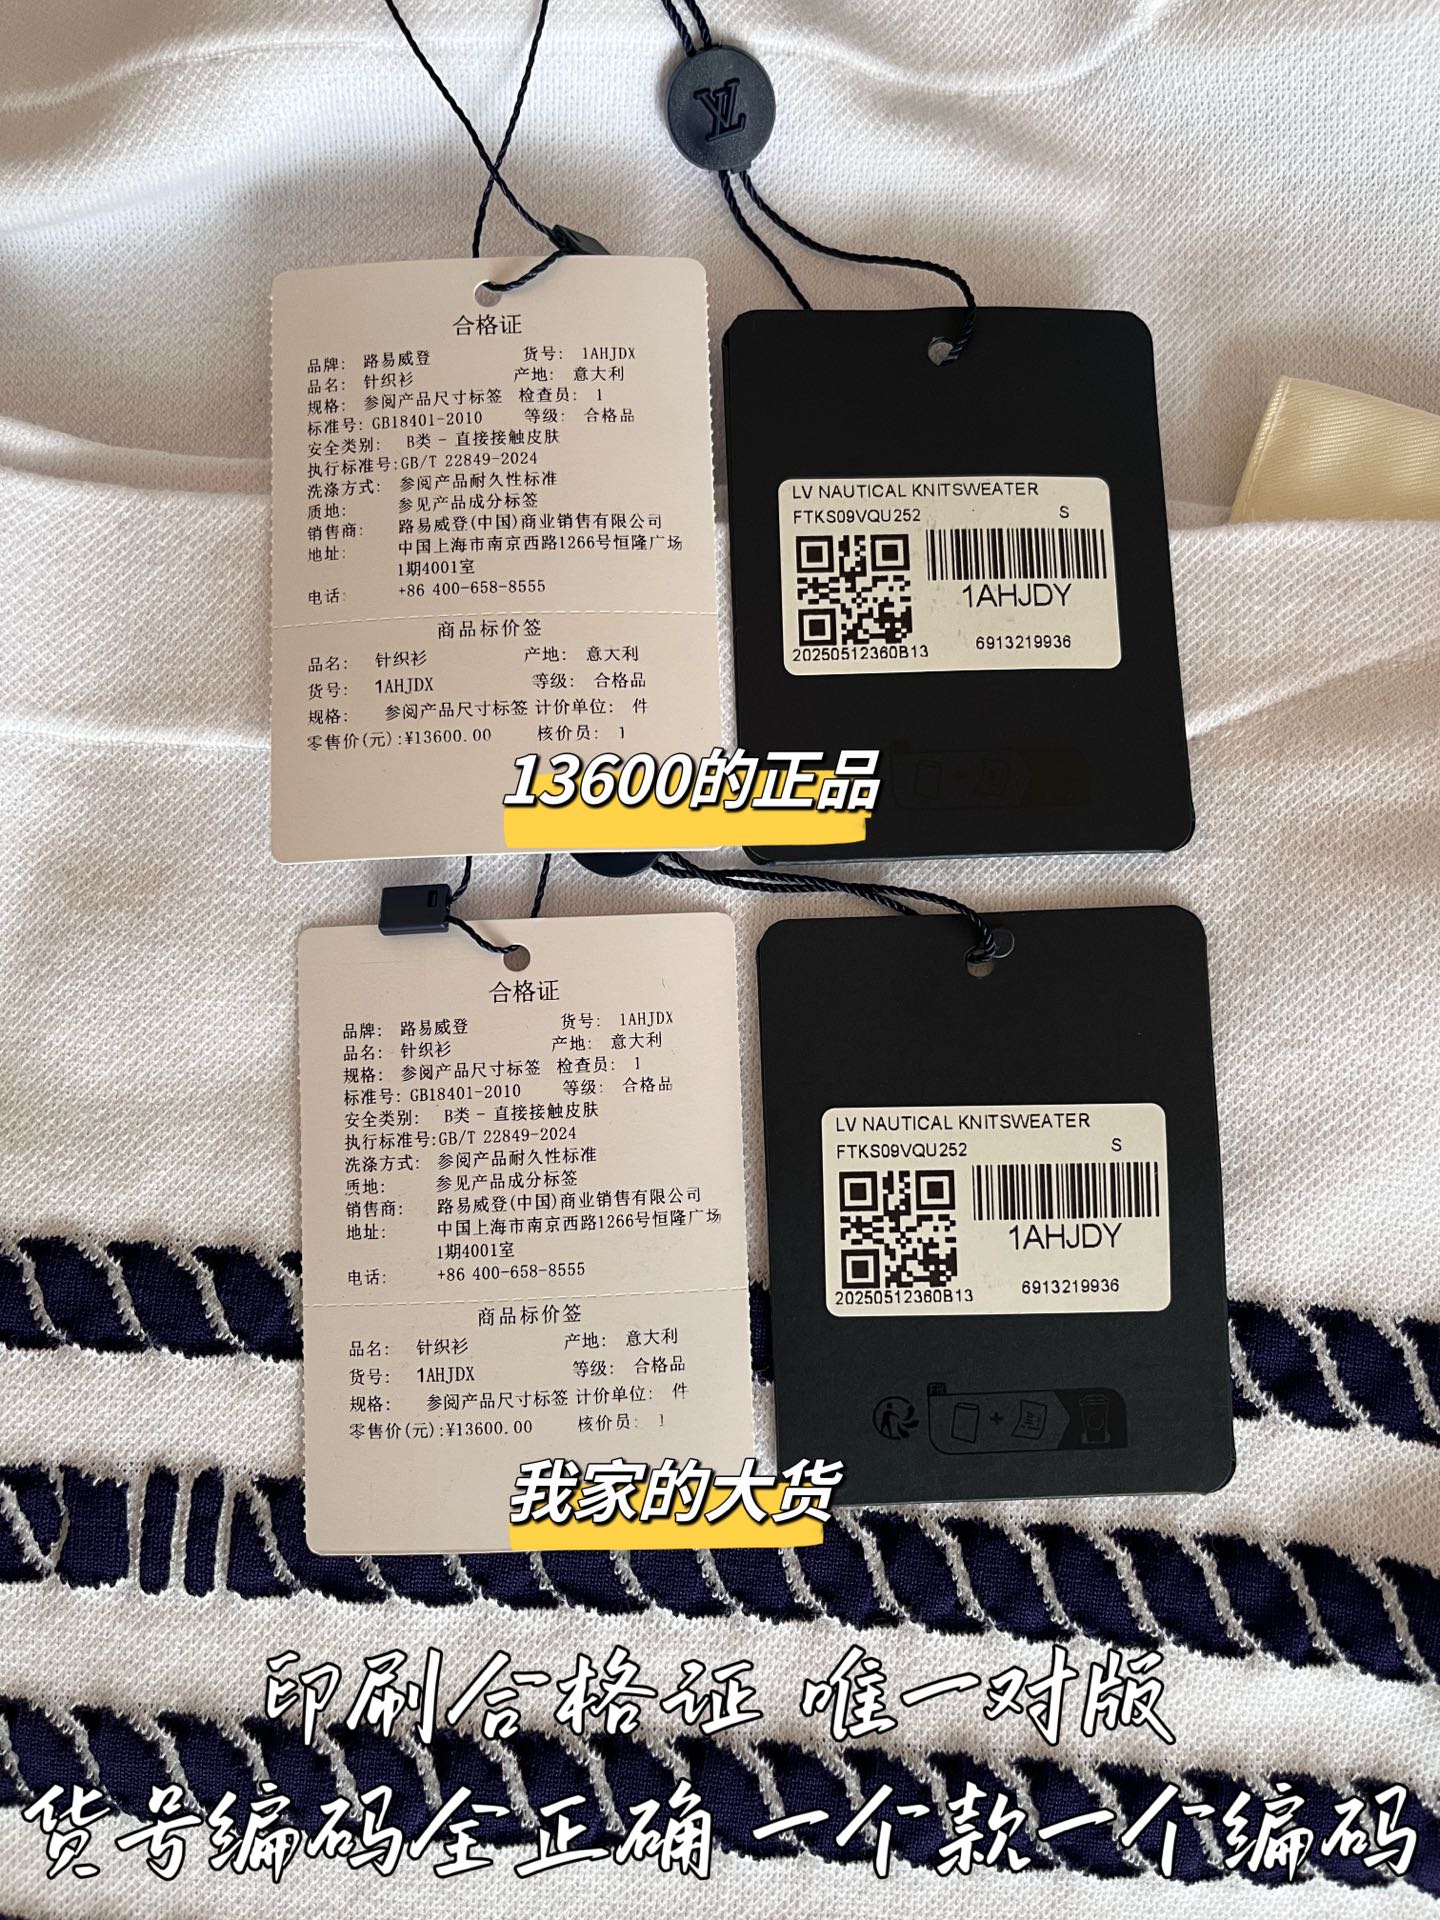 合格证
品牌: 路易威登 货号: 1AHJDX
品名: 针织衫 产地: 意大利
规格: 参阅产品尺寸标签 检查员: 1
标准号: GB18401-2010 等级: 合格品
安全类别: B类 - 直接接触皮肤
执行标准号:GB/T 22849-2024
洗涤方式: 参阅产品耐久性标准
质地: 参见产品成分标签
销售商: 路易威登(中国)商业销售有限公司
地址: 中国上海市南京西路1266号恒隆广场
1期4001室
电话: +86 400-658-8555
商品标价签
品名: 针织衫 产地: 意大利
货号: 1AHJDX 等级: 合格品
规格: 参阅产品尺寸标签 计价单位: 件
零售价(元):¥13600.00 核价员: 1
LV
LV NAUTICAL KNITSWEATER
FTKS09VQU252 S
1AHJDY
20250512360B13 6913219936
13600的正品
合格证
品牌: 路易威登 货号: 1AHJDX
品名: 针织衫 产地: 意大利
规格: 参阅产品尺寸标签 检查员: 1
标准号: GB18401-2010 等级: 合格品
安全类别: B类 - 直接接触皮肤
执行标准号:GB/T 22849-2024
洗涤方式: 参阅产品耐久性标准
质地: 参见产品成分标签
销售商: 路易威登(中国)商业销售有限公司
地址: 中国上海市南京西路1266号恒隆广场
1期4001室
电话: +86 400-658-8555
商品标价签
品名: 针织衫 产地: 意大利
货号: 1AHJDX 等级: 合格品
规格: 参阅产品尺寸标签 计价单位: 件
零售价(元):¥13600.00 核价员: 1
LV NAUTICAL KNITSWEATER
FTKS09VQU252 S
1AHJDY
20250512360B13 6913219936
FR
我家的大货
印刷合格证 唯一对版
货号编码全正确 一个款一个编码